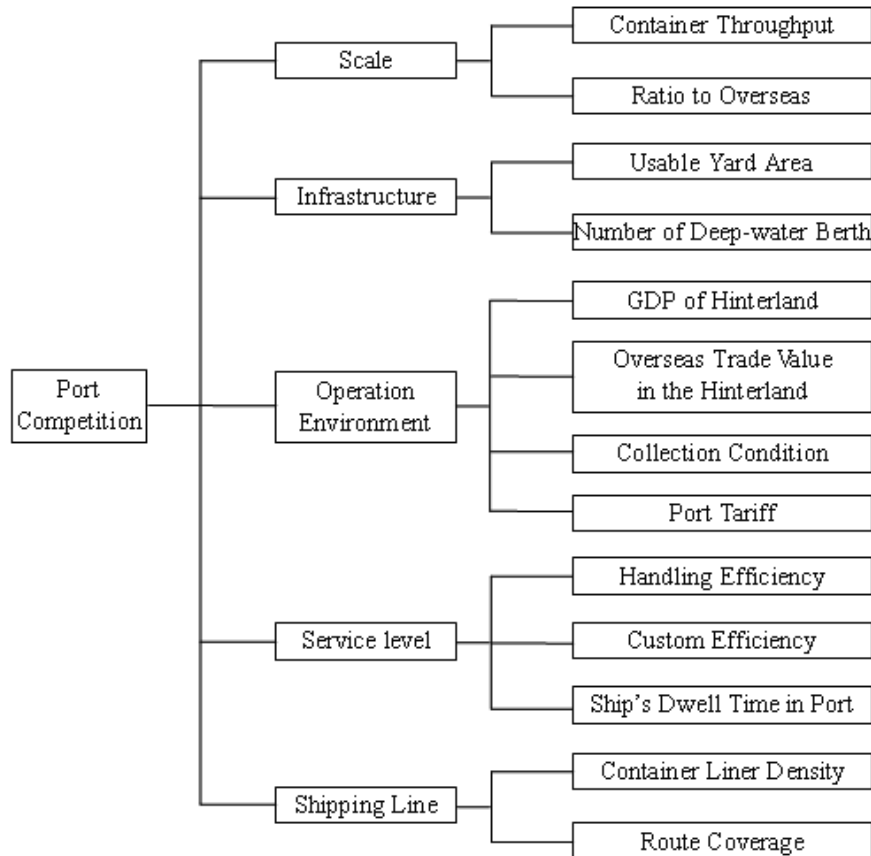 Port
Competition
Scale
Container Throughput
Ratio to Overseas
Infrastructure
Usable Yard Area
Number of Deep-water Berth
Operation
Environment
GDP of Hinterland
Overseas Trade Value
in the Hinterland
Collection Condition
Port Tariff
Service level
Handling Efficiency
Custom Efficiency
Ship’s Dwell Time in Port
Shipping Line
Container Liner Density
Route Coverage